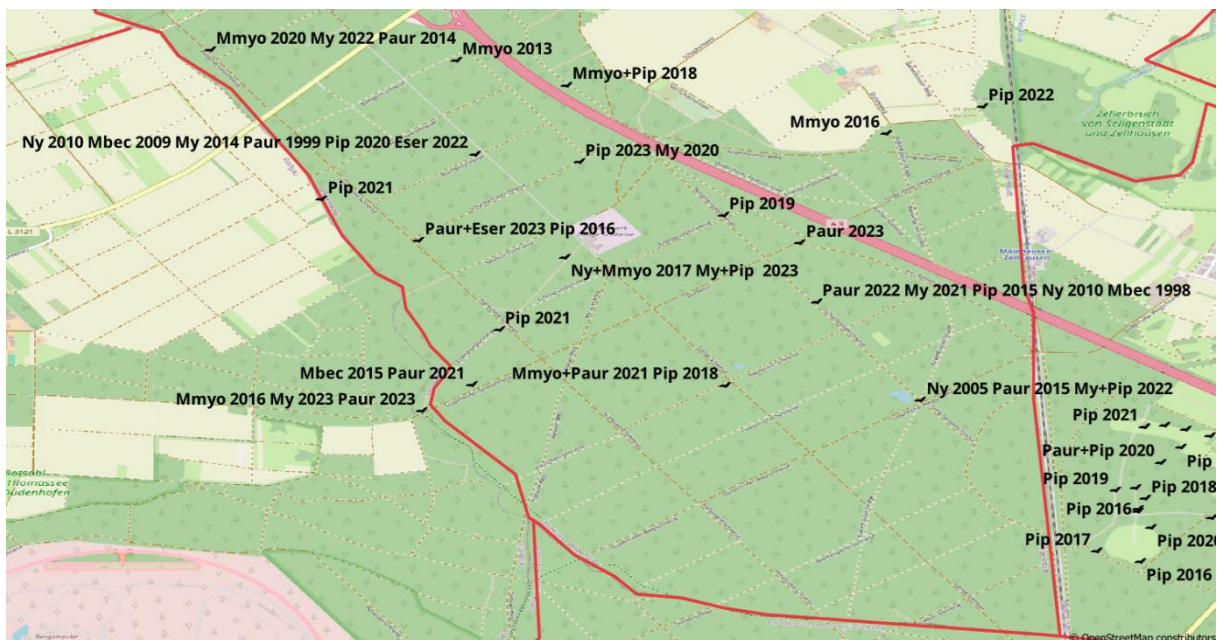 Mmyo 2020 My 2022 Paur 2014
Mmyo 2013
Mmyo+Pip 2018
Pip 2022
Mmyo 2016
Zellerbruch
von Seligenstadt
und Zellhausen
Ny 2010 Mbec 2009 My 2014 Paur 1999 Pip 2020 Eser 2022
Pip 2023 My 2020
Pip 2021
Pip 2019
L 3121
A 3
Paur+Eser 2023 Pip 2016
Paur 2023
Ny+Mmyo 2017 My+Pip  2023
Paur 2022 My 2021 Pip 2015 Ny 2010 Mbec 1998
Pip 2021
Mbec 2015 Paur 2021
Mmyo+Paur 2021 Pip 2018
Ny 2005 Paur 2015 My+Pip 2022
Mmyo 2016 My 2023 Paur 2023
Pip 2021
Paur+Pip 2020
Pip
Thomassee
Dudenhofen
Pip 2019
Pip 2018
Pip 2016
Pip 2020
Pip 2017
Pip 2016
© OpenStreetMap contributors